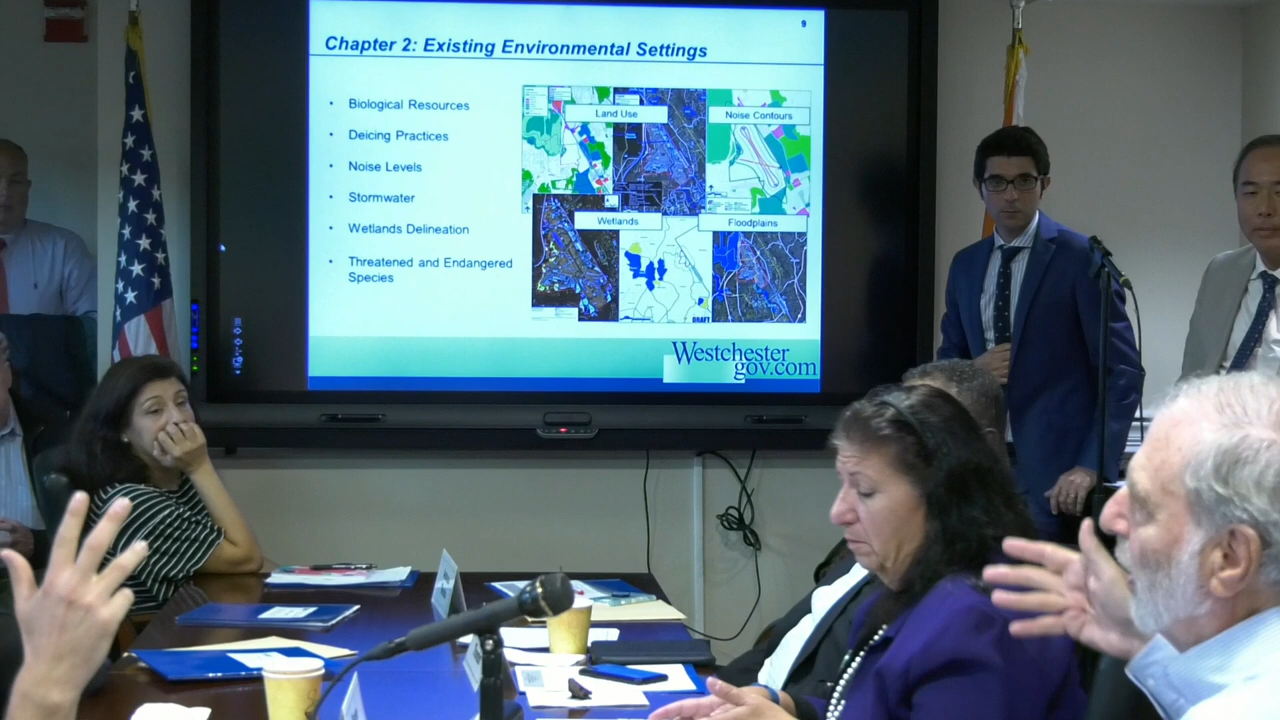 9
Chapter 2: Existing Environmental Settings
• Biological Resources
• Deicing Practices
• Noise Levels
• Stormwater
• Wetlands Delineation
• Threatened and Endangered
Species
Land Use
Noise Contours
Wetlands
Floodplains
DRAFT
Westchester
gov.com